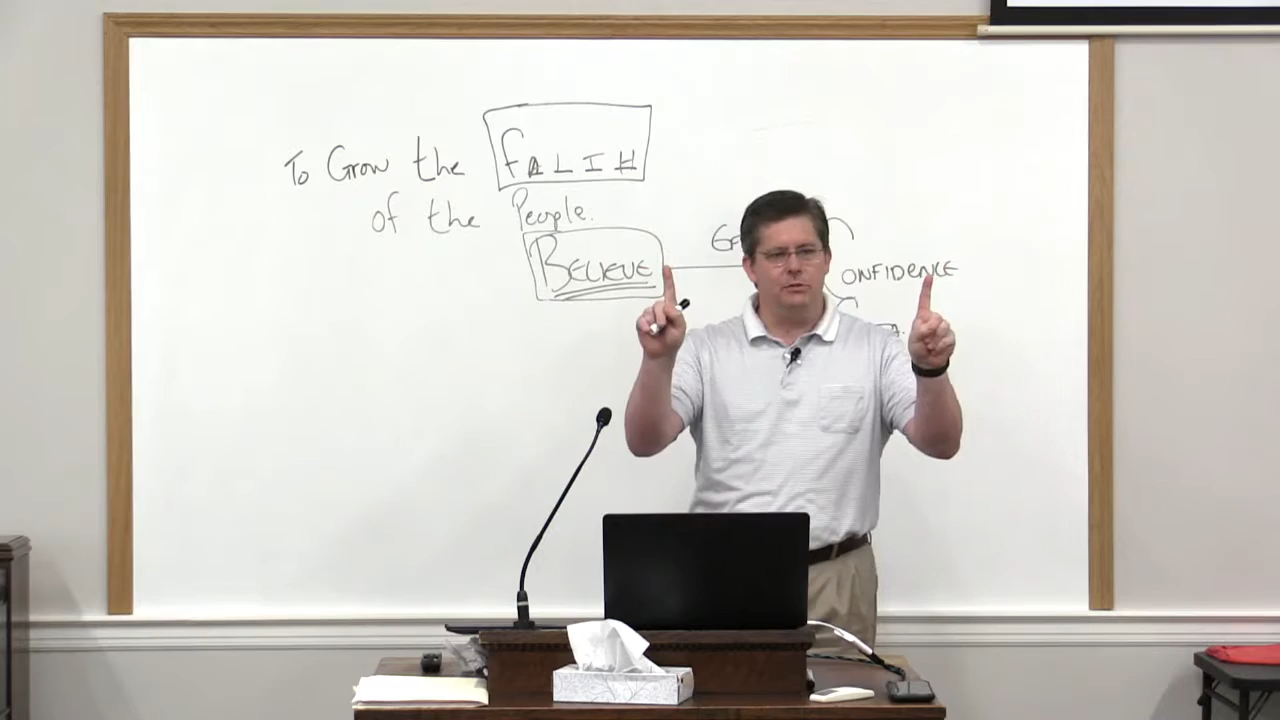 To Grow the FAITH
of the People.
BELIEVE
ONFIDENCE